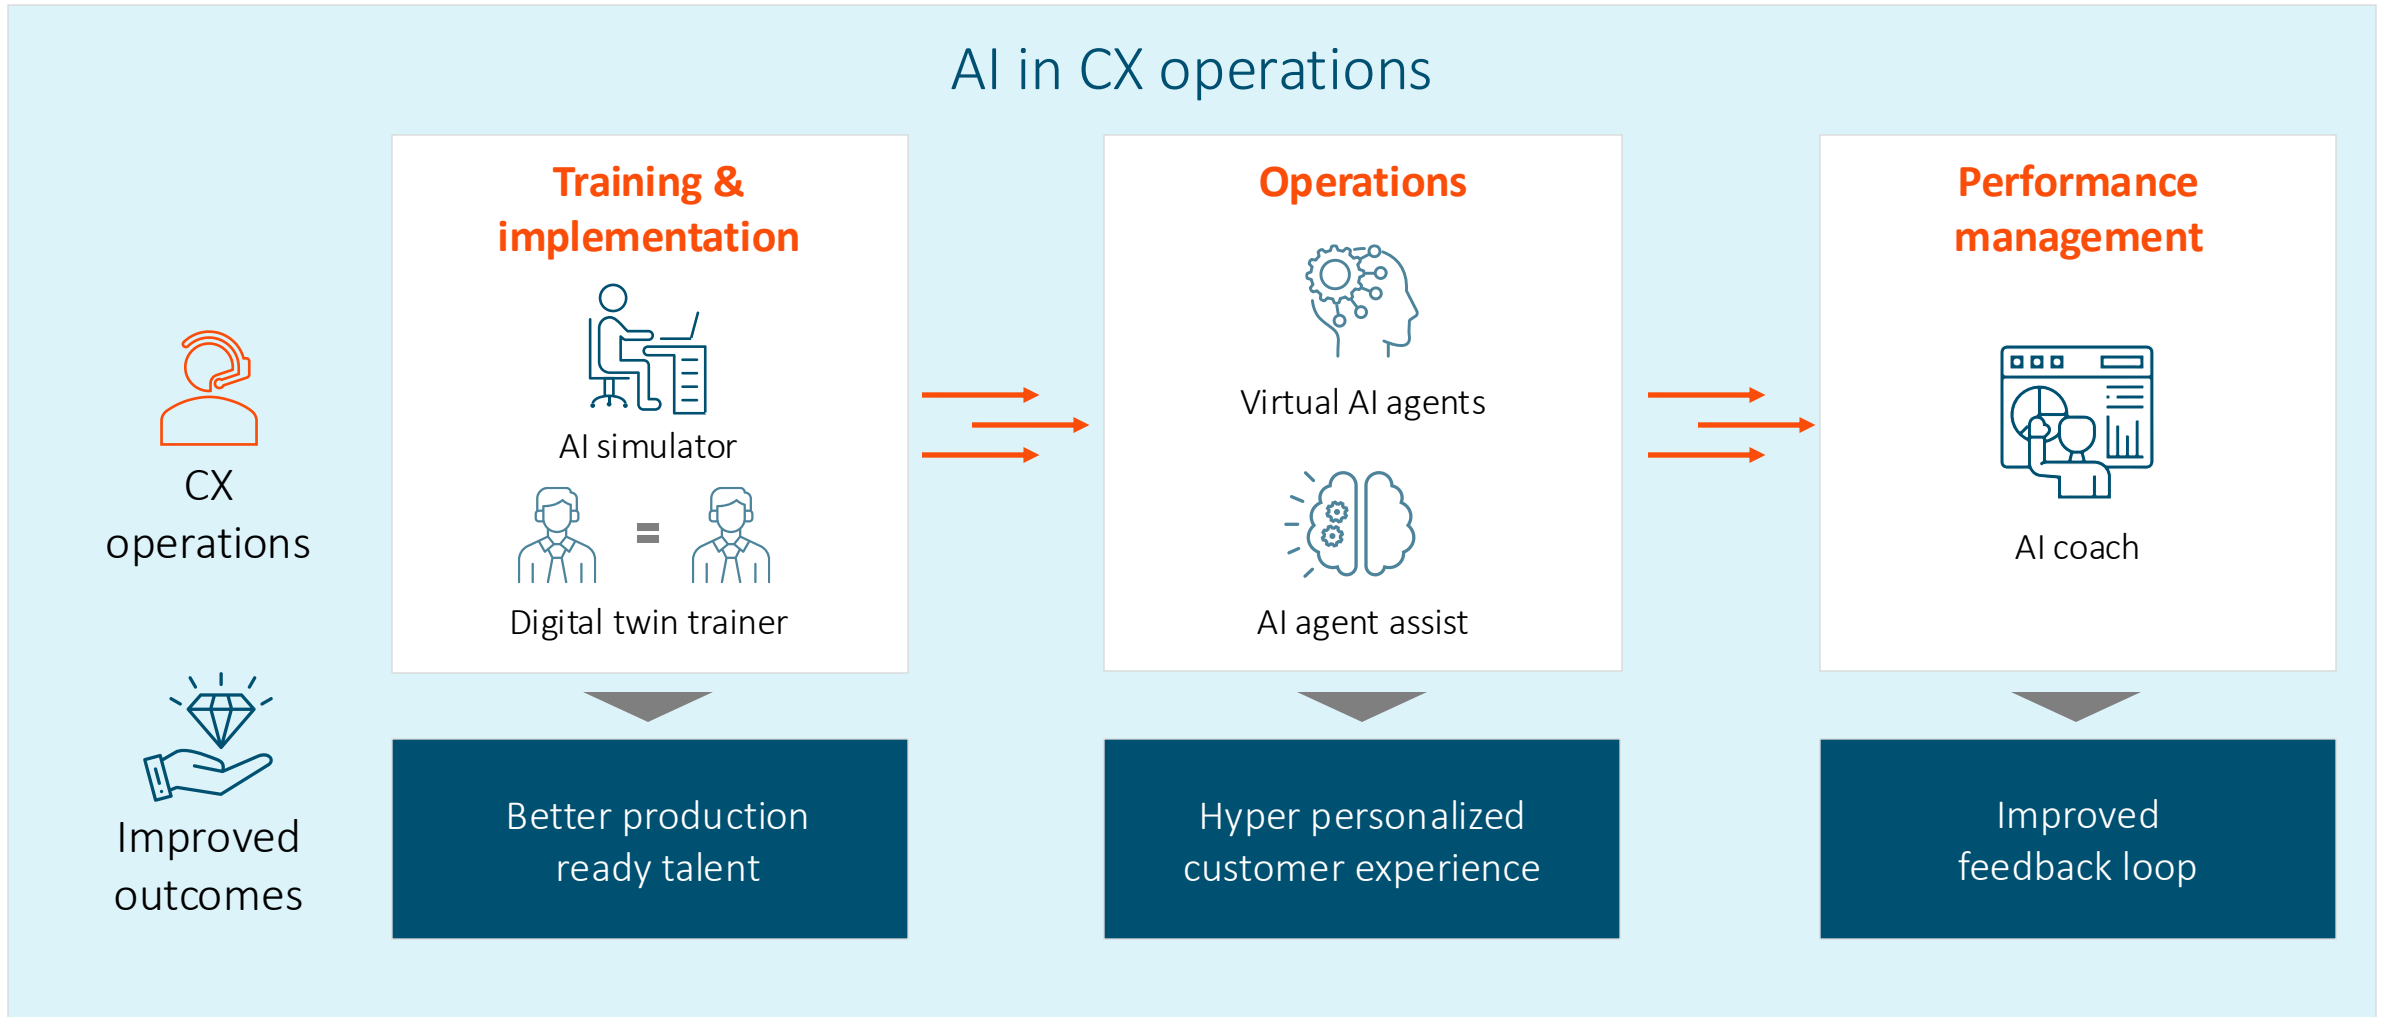 AI in CX operations
Training &
implementation
AI simulator
=
Digital twin trainer
Operations
Virtual AI agents
AI agent assist
Performance
management
AI coach
CX
operations
Improved
outcomes
Better production
ready talent
Hyper personalized
customer experience
Improved
feedback loop